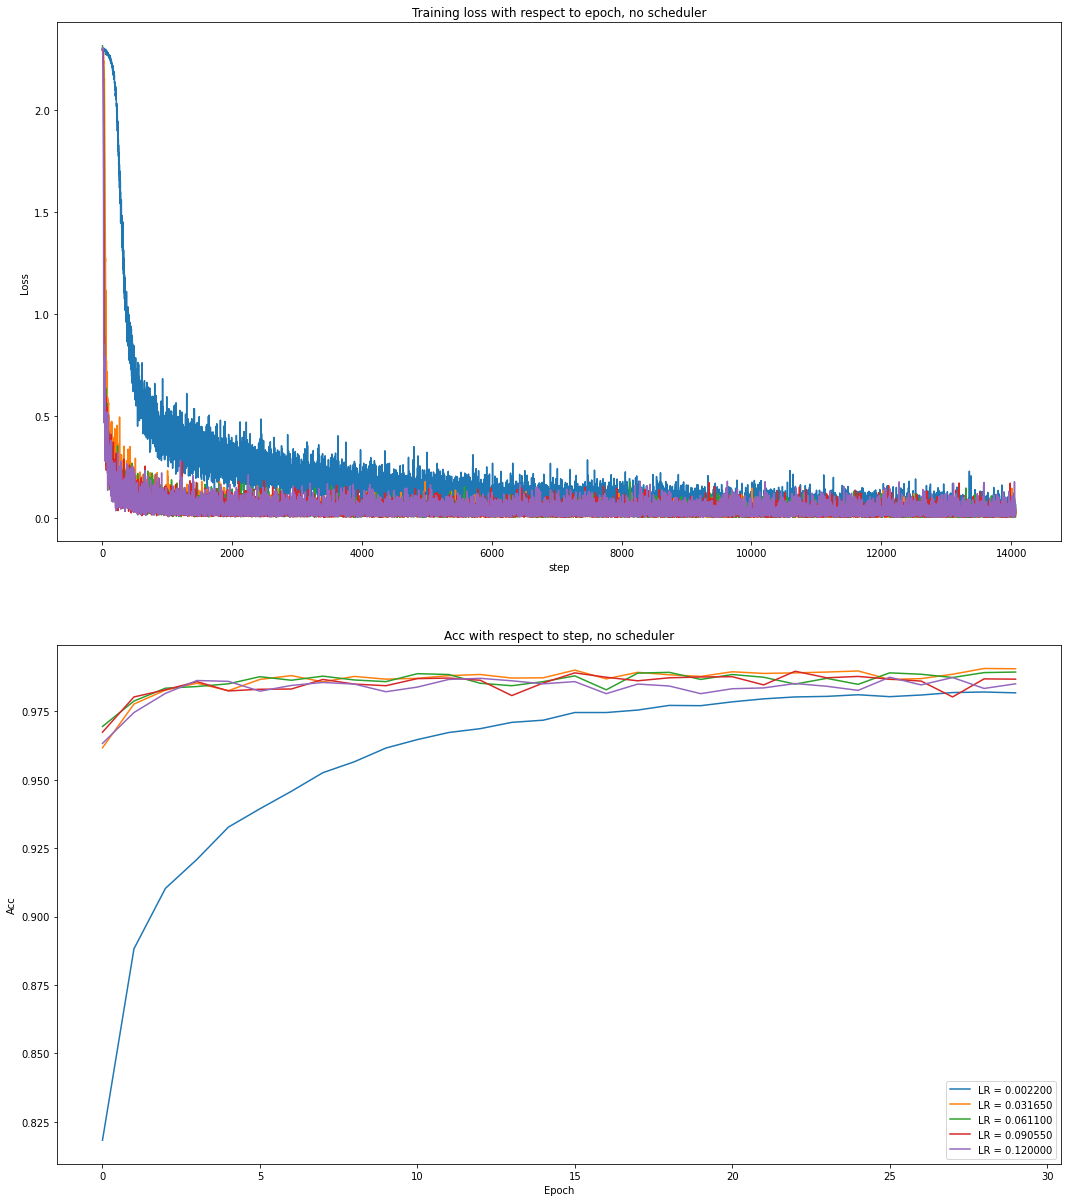 Training loss with respect to epoch, no scheduler
2.0
1.5
1.0
0.5
0.0
Loss
0 2000 4000 6000 8000 10000 12000 14000
step
Acc with respect to step, no scheduler
0.975
0.950
0.925
0.900
0.875
0.850
0.825
Acc
LR = 0.002200
LR = 0.031650
LR = 0.061100
LR = 0.090550
LR = 0.120000
0 5 10 15 20 25 30
Epoch